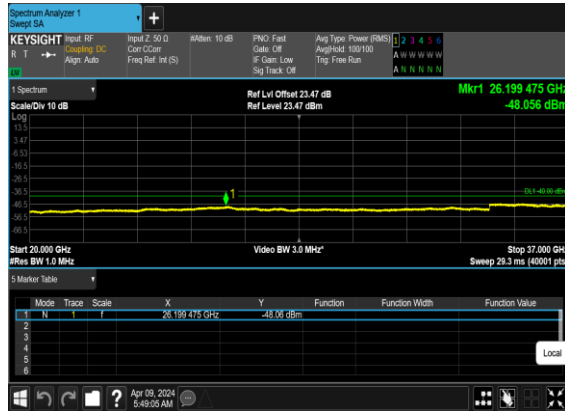 Spectrum Analyzer 1
Swept SA
+
KEYSIGHT Input: RF Input Z: 50 Ω #Atten: 10 dB PNO: Fast Avg Type: Power (RMS) 1 2 3 4 5 6
R T Coupling: DC Corr CCorr Gate: Off Avg|Hold: 100/100 A W W W W W
Align: Auto Freq Ref: Int (S) IF Gain: Low Trig: Free Run A N N N N N
Sig Track: Off
1 Spectrum Ref Lvl Offset 23.47 dB Mkr1 26.199 475 GHz
Scale/Div 10 dB Ref Level 23.47 dBm -48.056 dBm
Log
13.5
3.47
-6.53
-16.5
-26.5
-36.5 1 DL1 -40.00 dBm
-46.5
-56.5
-66.5
Start 20.000 GHz Video BW 3.0 MHz* Stop 37.000 GHz
#Res BW 1.0 MHz Sweep 29.3 ms (40001 pts)
5 Marker Table
Mode Trace Scale X Y Function Function Width Function Value
1 N 1 f 26.199 475 GHz -48.06 dBm
2
3
4
5
6
Local
? Apr 09, 2024
5:49:05 AM